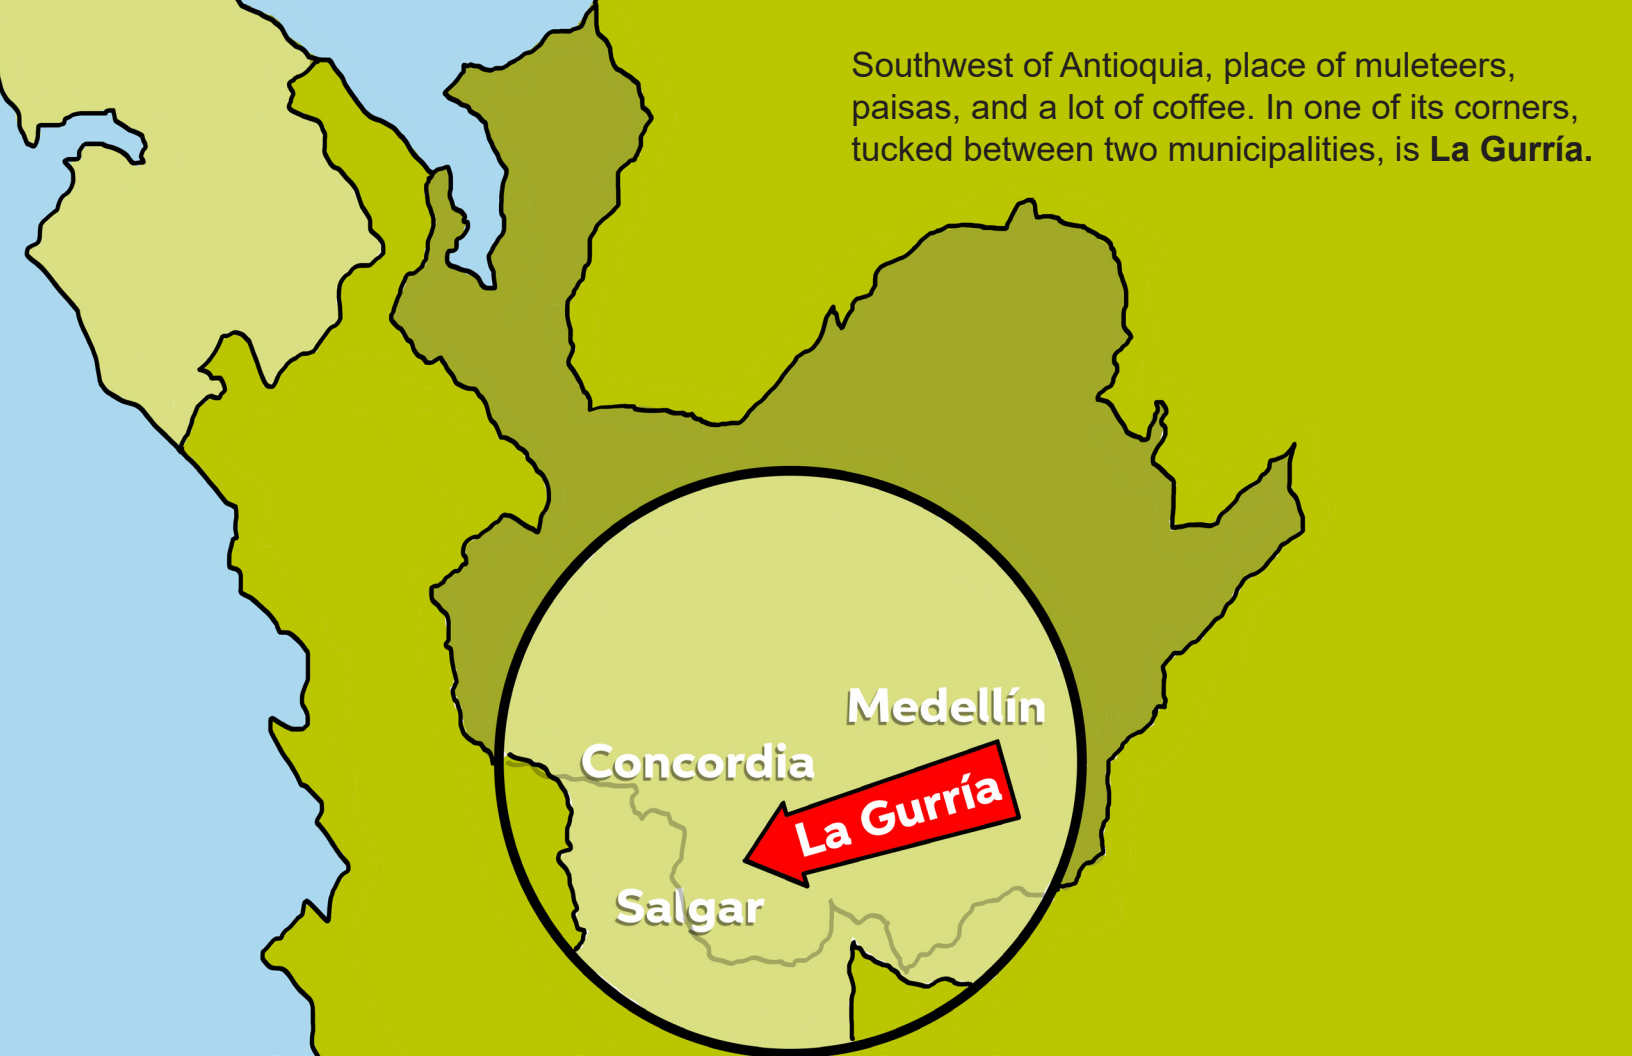 Southwest of Antioquia, place of muleteers,
paisas, and a lot of coffee. In one of its corners,
tucked between two municipalities, is La Gurría.
Medellín
Concordia
La Gurría
Salgar